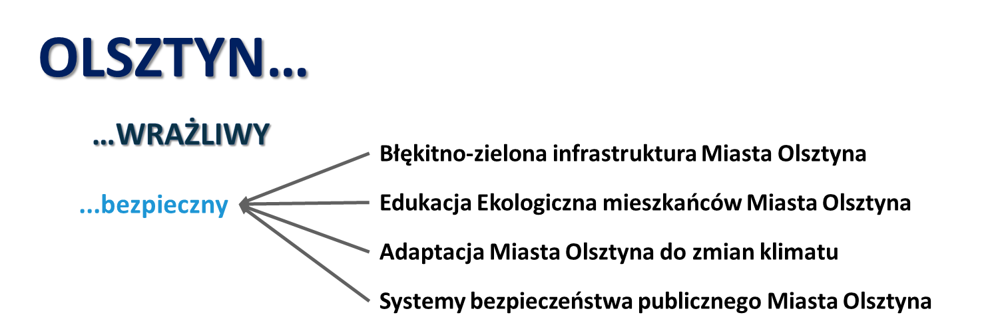 OLSZTYN...
...WRAŻLIWY
...bezpieczny
Błękitno-zielona infrastruktura Miasta Olsztyna
Edukacja Ekologiczna mieszkańców Miasta Olsztyna
Adaptacja Miasta Olsztyna do zmian klimatu
Systemy bezpieczeństwa publicznego Miasta Olsztyna